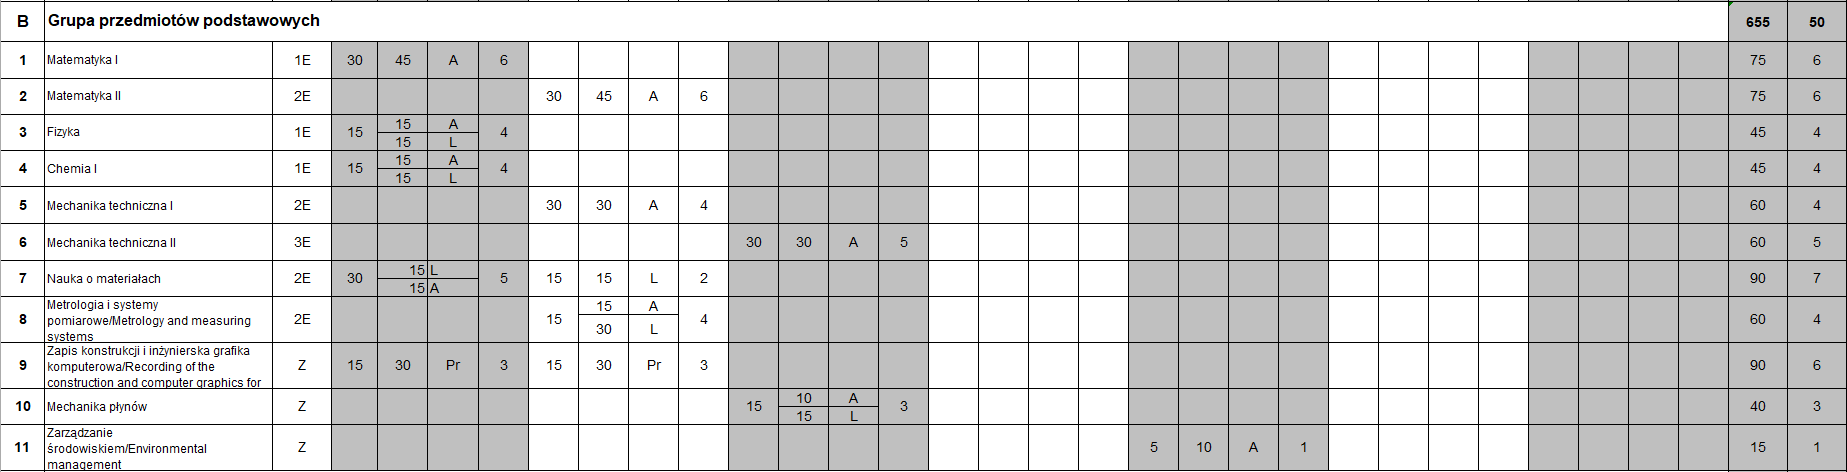 B Grupa przedmiotów podstawowych 655 50
1 Matematyka I 1E 30 45 A 6 75 6
2 Matematyka II 2E 30 45 A 6 75 6
3 Fizyka 1E 15 15 A 4 45 4
15 L
4 Chemia I 1E 15 15 A 4 45 4
15 L
5 Mechanika techniczna I 2E 30 30 A 4 60 4
6 Mechanika techniczna II 3E 30 30 A 5 60 5
7 Nauka o materiałach 2E 30 15 L 5 15 15 L 2 90 7
15 A
8 Metrologia i systemy
pomiarowe/Metrology and measuring
systems 2E 15 15 A 4 60 4
30 L
9 Zapis konstrukcji i inżynierska grafika
komputerowa/Recording of the
construction and computer graphics for Z 15 30 Pr 3 15 30 Pr 3 90 6
10 Mechanika płynów Z 15 10 A 3 40 3
15 L
11 Zarządzanie
środowiskiem/Environmental
management Z 5 10 A 1 15 1